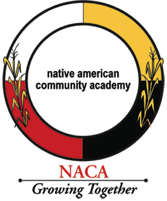 native american
community academy
NACA
Growing Together